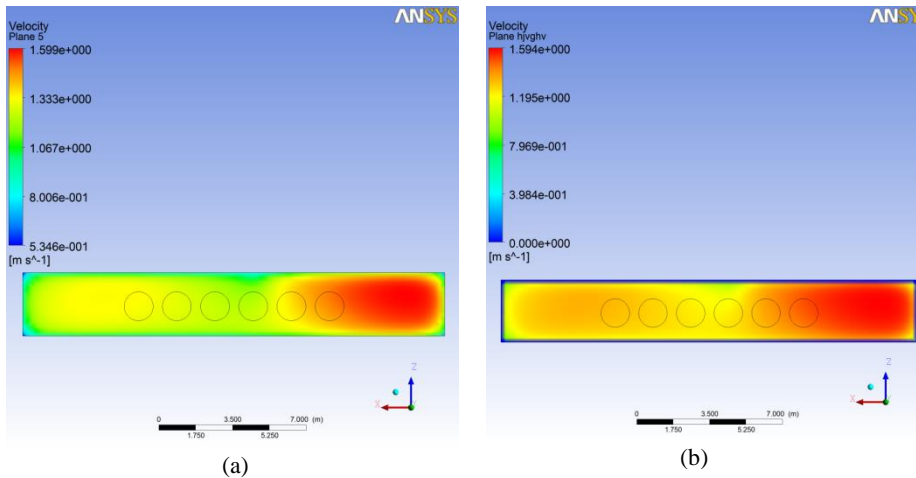 ANSYS
Velocity
Plane 5
1.599e+000
1.333e+000
1.067e+000
8.006e-001
5.346e-001
[m s^-1]
Z
X
Y
0 3.500 7.000 (m)
1.750 5.250
(a)
ANSY
Velocity
Plane hjvghv
1.594e+000
1.195e+000
7.969e-001
3.984e-001
0.000e+000
[m s^-1]
Z
X
0 3.500 7.000 (m)
1.750 5.250
(b)